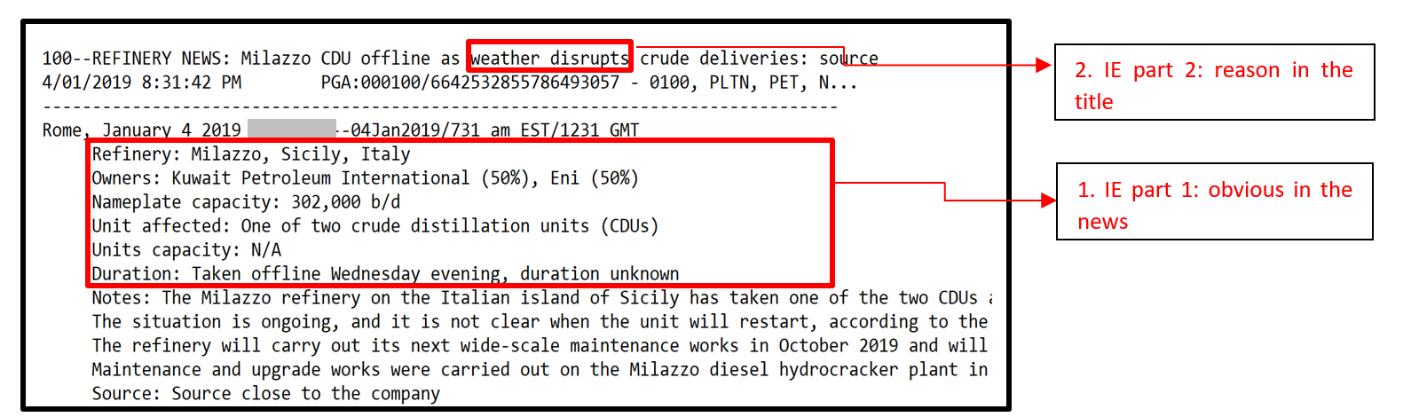 100--REFINERY NEWS: Milazzo CDU offline as weather disrupts crude deliveries: source
4/01/2019 8:31:42 PM PGA:000100/6642532855786493057 - 0100, PLTN, PET, N...
--------------------------------------------------------------------------------
Rome, January 4 2019 --04Jan2019/731 am EST/1231 GMT
Refinery: Milazzo, Sicily, Italy
Owners: Kuwait Petroleum International (50%), Eni (50%)
Nameplate capacity: 302,000 b/d
Unit affected: One of two crude distillation units (CDUs)
Units capacity: N/A
Duration: Taken offline Wednesday evening, duration unknown
Notes: The Milazzo refinery on the Italian island of Sicily has taken one of the two CDUs
The situation is ongoing, and it is not clear when the unit will restart, according to the
The refinery will carry out its next wide-scale maintenance works in October 2019 and will
Maintenance and upgrade works were carried out on the Milazzo diesel hydrocracker plant in
Source: Source close to the company
2. IE part 2: reason in the
title
1. IE part 1: obvious in the
news